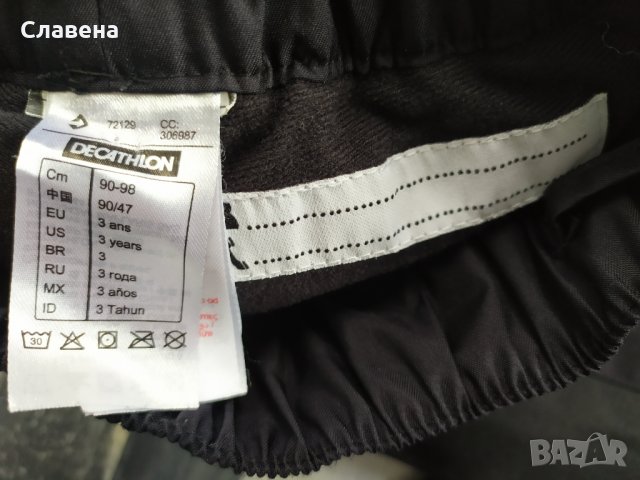 Славена
72129 CC:
306987
DECATHLON
Cm 90-98
中国 90/47
EU 3 ans
US 3 years
BR 3
RU 3 года
MX 3 años
ID 3 Tahun
30
BAZAR